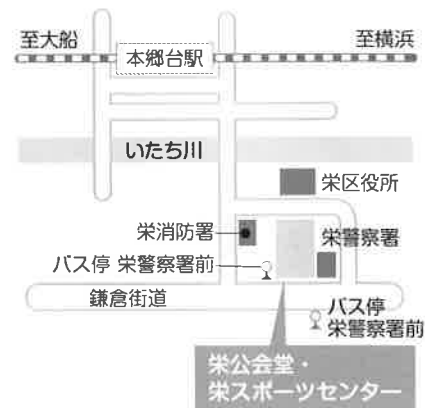 至大船
至横浜
本郷台駅
いたち川
栄区役所
栄消防署
栄警察署
バス停 栄警察署前
鎌倉街道
バス停
栄警察署前
栄公会堂・
栄スポーツセンター